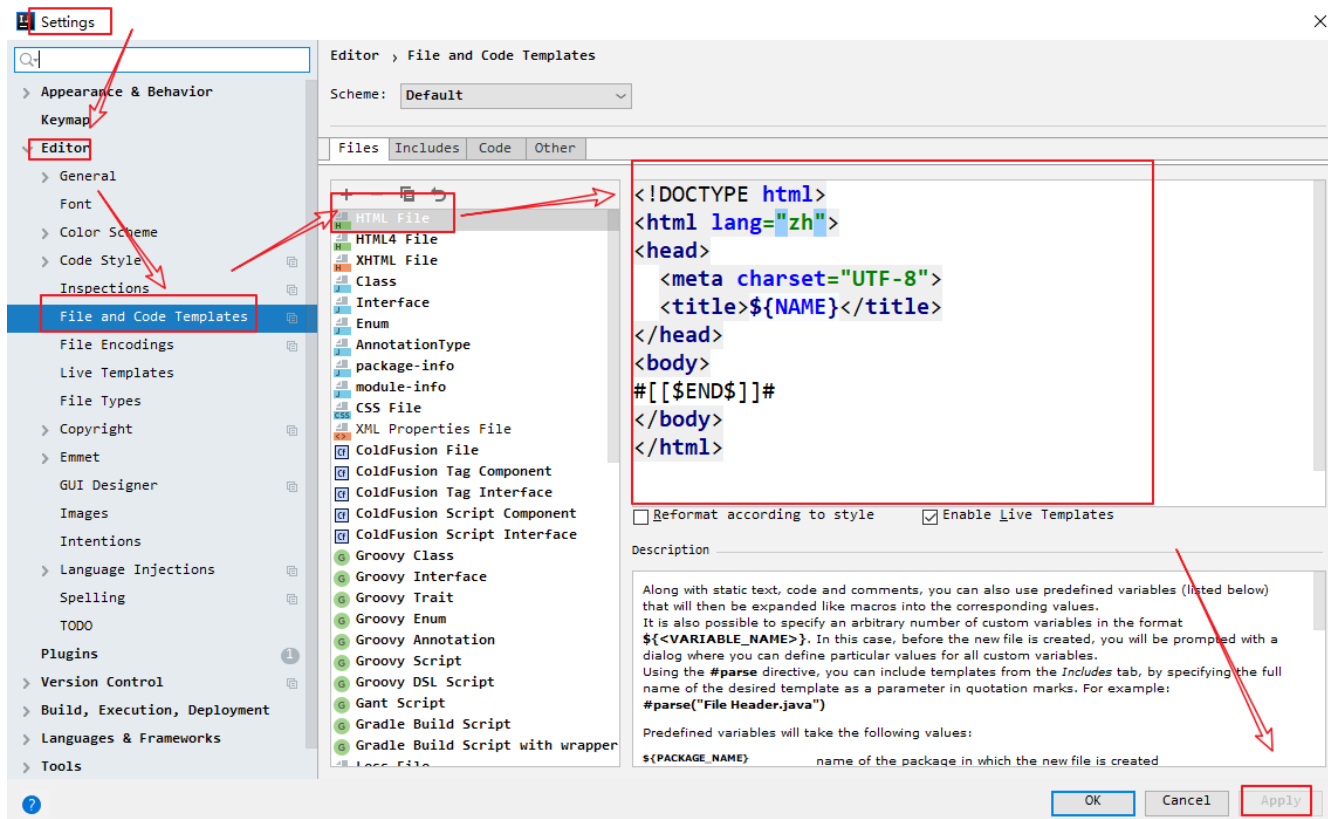 Settings
Appearance & Behavior
Keymap
Editor
General
Font
Color Scheme
Code Style
Inspections
File and Code Templates
File Encodings
Live Templates
File Types
Copyright
Emmet
GUI Designer
Images
Intentions
Language Injections
Spelling
TODO
Plugins
1
Version Control
Build, Execution, Deployment
Languages & Frameworks
Tools
Editor › File and Code Templates
Scheme: Default
Files Includes Code Other
HTML File
HTML4 File
XHTML File
Class
Interface
Enum
AnnotationType
package-info
module-info
CSS File
XML Properties File
ColdFusion File
ColdFusion Tag Component
ColdFusion Tag Interface
ColdFusion Script Component
ColdFusion Script Interface
Groovy Class
Groovy Interface
Groovy Trait
Groovy Enum
Groovy Annotation
Groovy Script
Groovy DSL Script
Gant Script
Gradle Build Script
Gradle Build Script with wrapper
Less File
<!DOCTYPE html>
<html lang="zh">
<head>
  <meta charset="UTF-8">
  <title>${NAME}</title>
</head>
<body>
#[[$END$]]#
</body>
</html>
Reformat according to style Enable Live Templates
Description
Along with static text, code and comments, you can also use predefined variables (listed below)
that will then be expanded like macros into the corresponding values.
It is also possible to specify an arbitrary number of custom variables in the format
${<VARIABLE_NAME>}. In this case, before the new file is created, you will be prompted with a
dialog where you can define particular values for all custom variables.
Using the #parse directive, you can include templates from the Includes tab, by specifying the full
name of the desired template as a parameter in quotation marks. For example:
#parse("File Header.java")
Predefined variables will take the following values:
${PACKAGE_NAME} name of the package in which the new file is created
? OK Cancel Apply